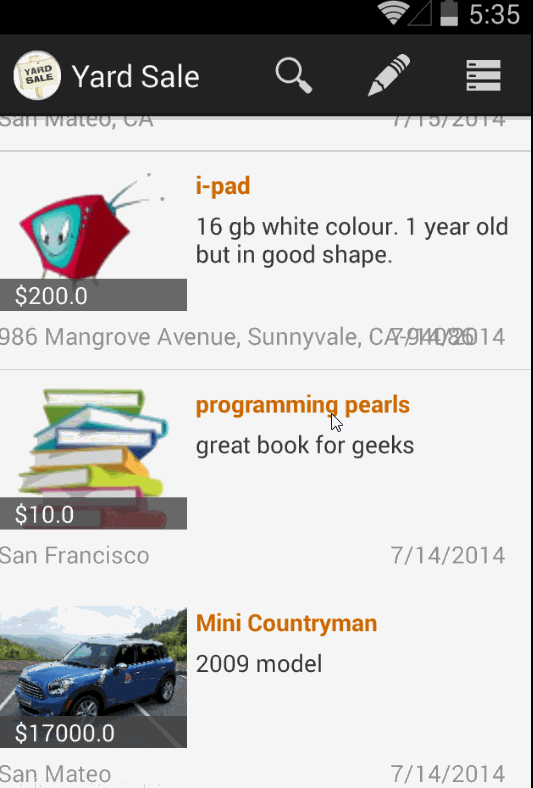 5:35
YARD
SALE
Yard Sale
San Mateo, CA 7/15/2014
i-pad
16 gb white colour. 1 year old
but in good shape.
$200.0
986 Mangrove Avenue, Sunnyvale, CA-94086 7/14/2014
programming pearls
great book for geeks
$10.0
San Francisco 7/14/2014
Mini Countryman
2009 model
$17000.0
San Mateo 7/14/2014